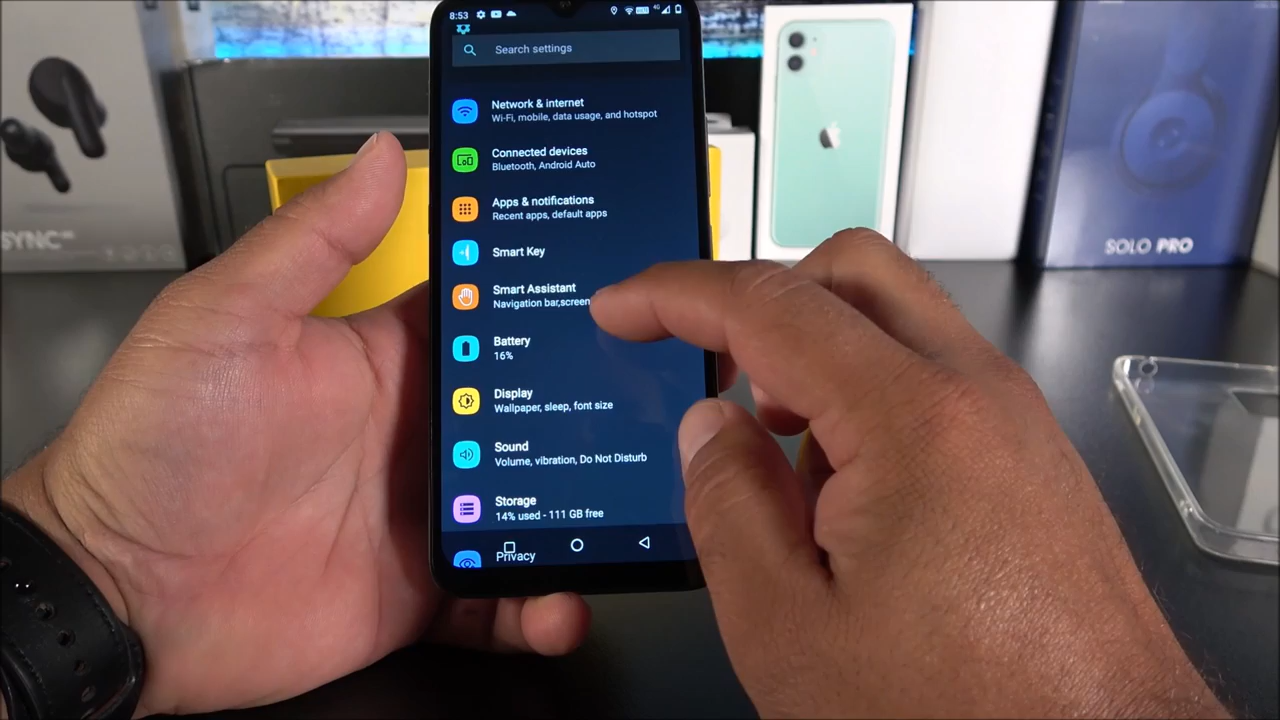 8:53
4G
Search settings
Network & internet
Wi-Fi, mobile, data usage, and hotspot
Connected devices
Bluetooth, Android Auto
Apps & notifications
Recent apps, default apps
Smart Key
Smart Assistant
Navigation bar,screen
Battery
16%
Display
Wallpaper, sleep, font size
Sound
Volume, vibration, Do Not Disturb
Storage
14% used - 111 GB free
Privacy
SYNC
SOLO PRO